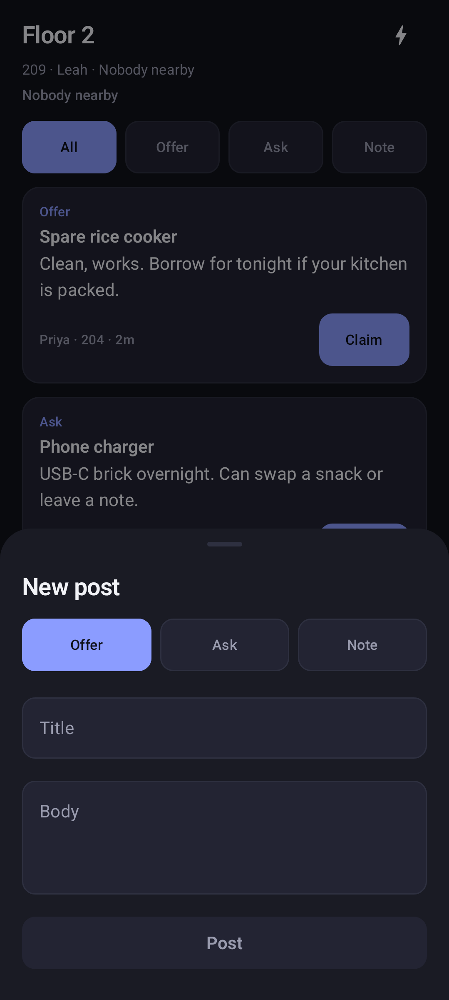 Floor 2
209 · Leah · Nobody nearby
Nobody nearby
All
Offer
Ask
Note
Offer
Spare rice cooker
Clean, works. Borrow for tonight if your kitchen
is packed.
Priya · 204 · 2m
Claim
Ask
Phone charger
USB-C brick overnight. Can swap a snack or
leave a note.
New post
Offer
Ask
Note
Title
Body
Post